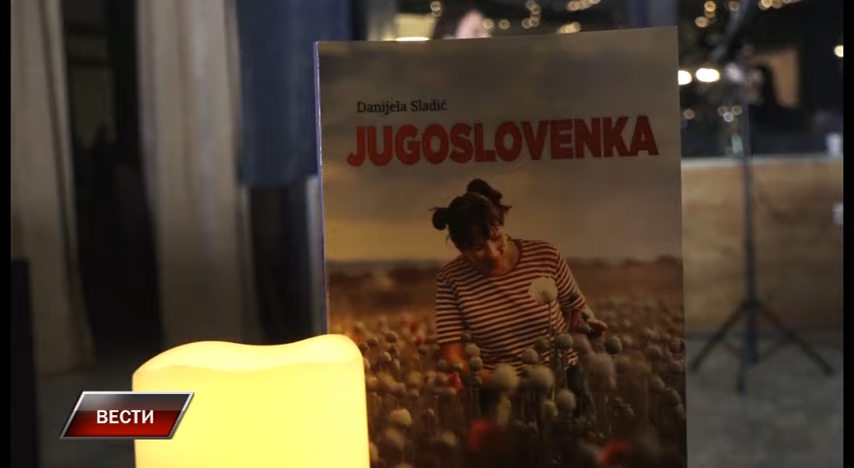 Danijela Sladić
JUGOSLOVENKA
ВЕСТИ